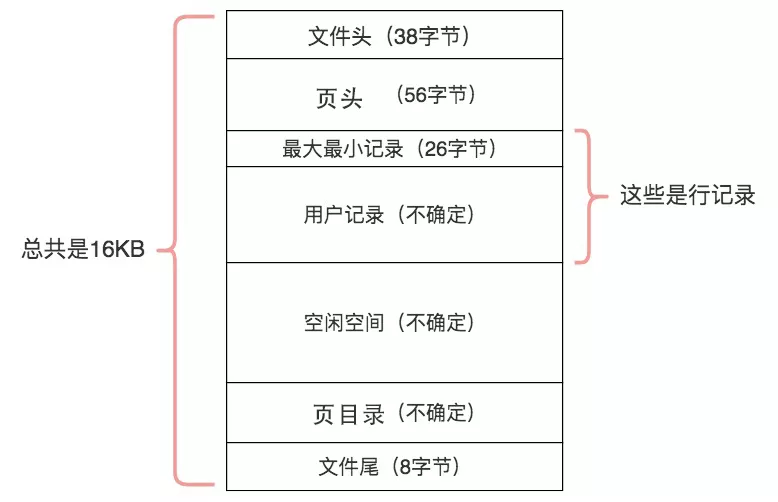 文件头（38字节）
页头 （56字节）
最大最小记录（26字节）
用户记录（不确定）
这些是行记录
总共是16KB
空闲空间（不确定）
页目录（不确定）
文件尾（8字节）